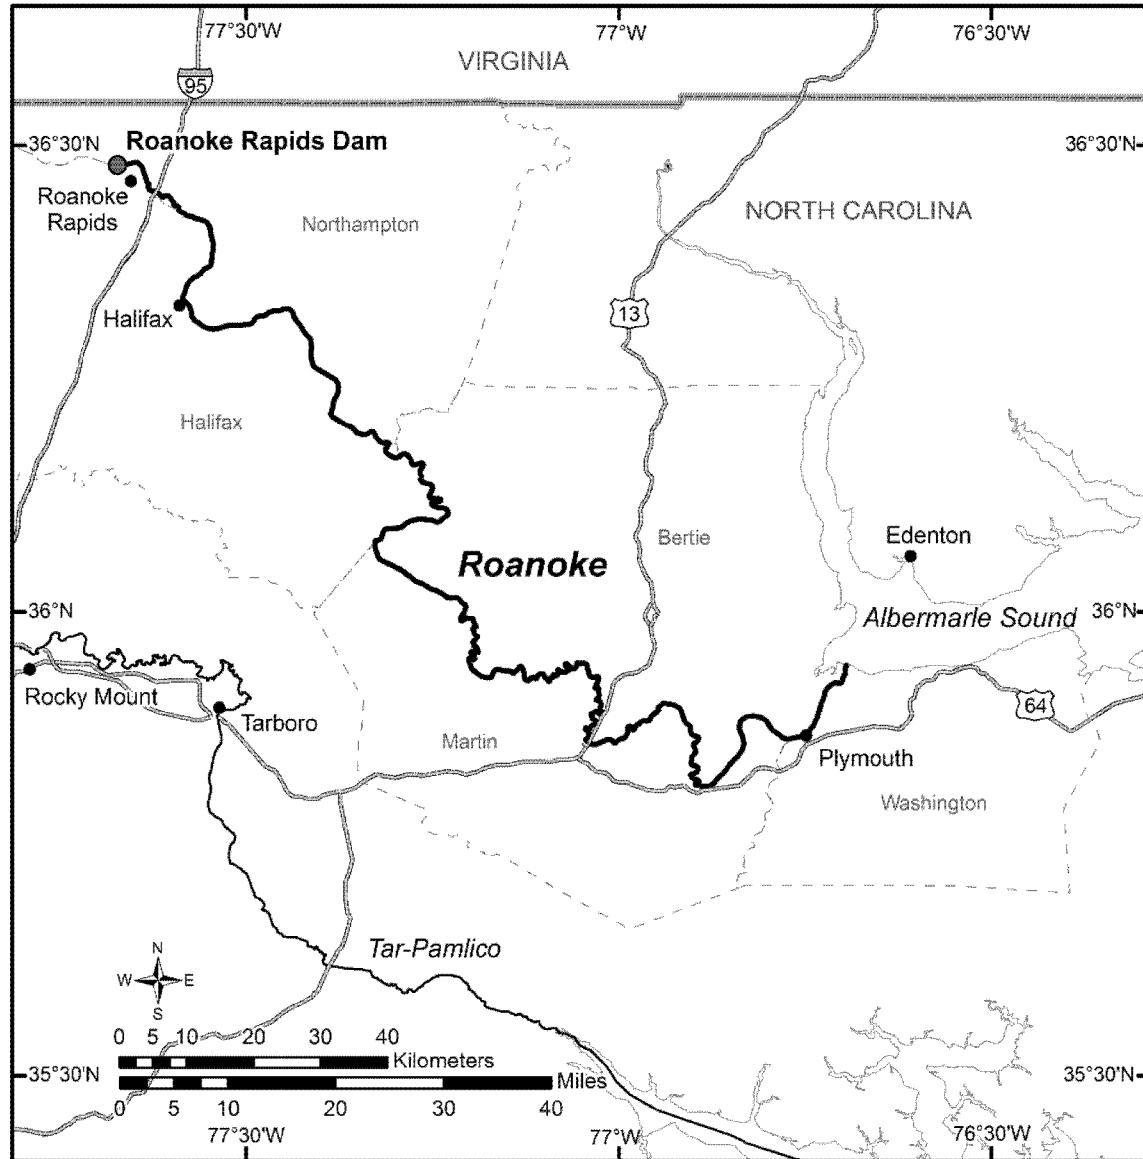 77°30'W
77°W
76°30'W
VIRGINIA
95
36°30'N
Roanoke Rapids Dam
36°30'N
Roanoke
Rapids
Northampton
NORTH CAROLINA
Halifax
13
Halifax
Bertie
Edenton
Roanoke
36°N
Albermarle Sound
36°N
Rocky Mount
Tarboro
64
Martin
Plymouth
Washington
Tar-Pamlico
N
W
E
S
0 5 10 20 30 40
Kilometers
35°30'N
Miles
35°30'N
0 5 10 20 30 40
77°30'W
77°W
76°30'W